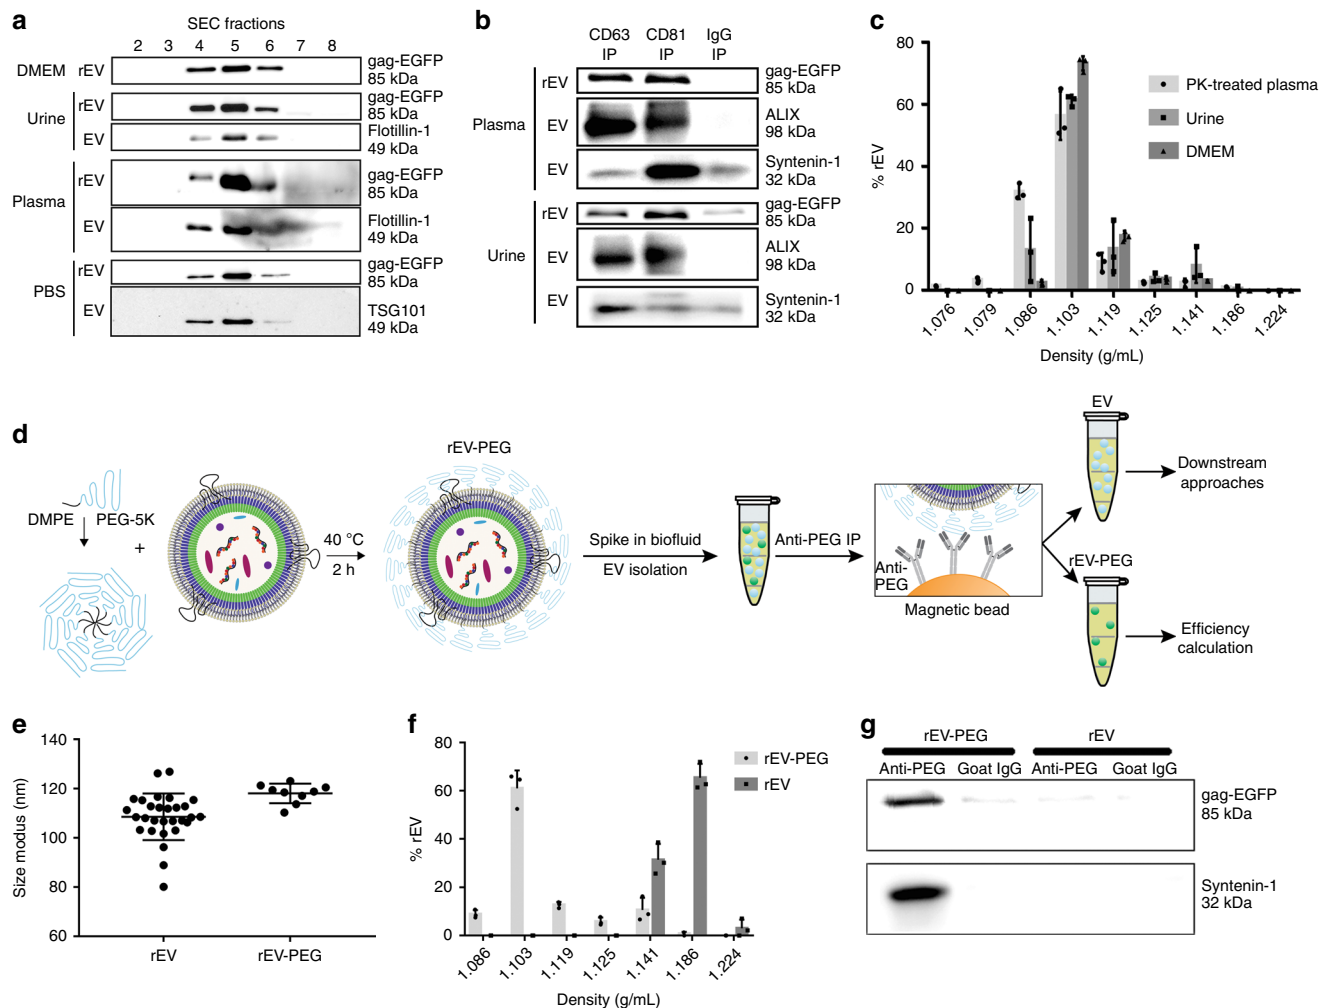 a
SEC fractions
2 3 4 5 6 7 8
DMEM rEV gag-EGFP
85 kDa
Urine rEV gag-EGFP
85 kDa
EV Flotillin-1
49 kDa
Plasma rEV gag-EGFP
85 kDa
EV Flotillin-1
49 kDa
PBS rEV gag-EGFP
85 kDa
EV TSG101
49 kDa
b
CD63 CD81 IgG
IP IP IP
Plasma rEV gag-EGFP
85 kDa
EV ALIX
98 kDa
EV Syntenin-1
32 kDa
Urine rEV gag-EGFP
85 kDa
EV ALIX
98 kDa
EV Syntenin-1
32 kDa
c
80
60
40
20
0
% rEV
PK-treated plasma
Urine
DMEM
1.076 1.079 1.086 1.103 1.119 1.125 1.141 1.186 1.224
Density (g/mL)
d
DMPE PEG-5K
+
40 °C
2 h
rEV-PEG
Spike in biofluid
EV isolation
Anti-PEG IP
Anti-
PEG
Magnetic bead
EV
Downstream
approaches
rEV-PEG
Efficiency
calculation
e
140
120
100
80
60
Size modus (nm)
rEV rEV-PEG
f
80
60
40
20
0
% rEV
rEV-PEG
rEV
1.086 1.103 1.119 1.125 1.141 1.186 1.224
Density (g/mL)
g
rEV-PEG rEV
Anti-PEG Goat IgG Anti-PEG Goat IgG
gag-EGFP
85 kDa
Syntenin-1
32 kDa